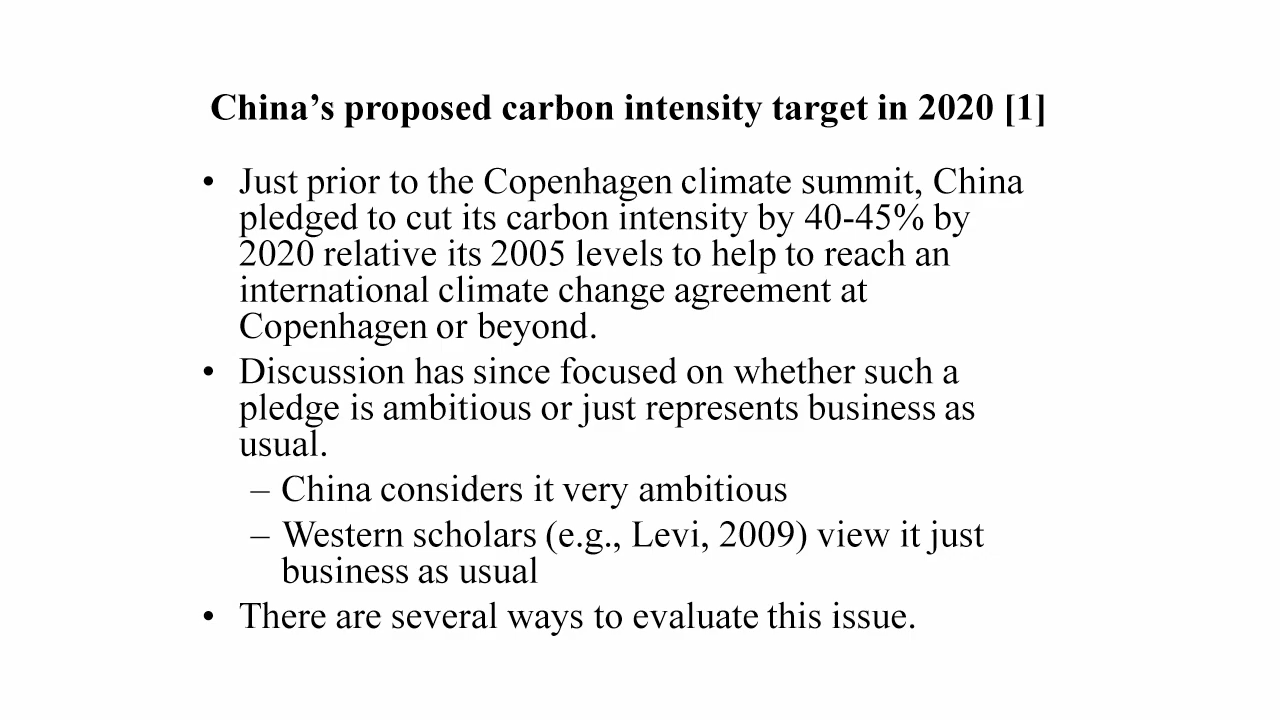 China’s proposed carbon intensity target in 2020 [1]
• Just prior to the Copenhagen climate summit, China
pledged to cut its carbon intensity by 40-45% by
2020 relative its 2005 levels to help to reach an
international climate change agreement at
Copenhagen or beyond.
• Discussion has since focused on whether such a
pledge is ambitious or just represents business as
usual.
– China considers it very ambitious
– Western scholars (e.g., Levi, 2009) view it just
business as usual
• There are several ways to evaluate this issue.